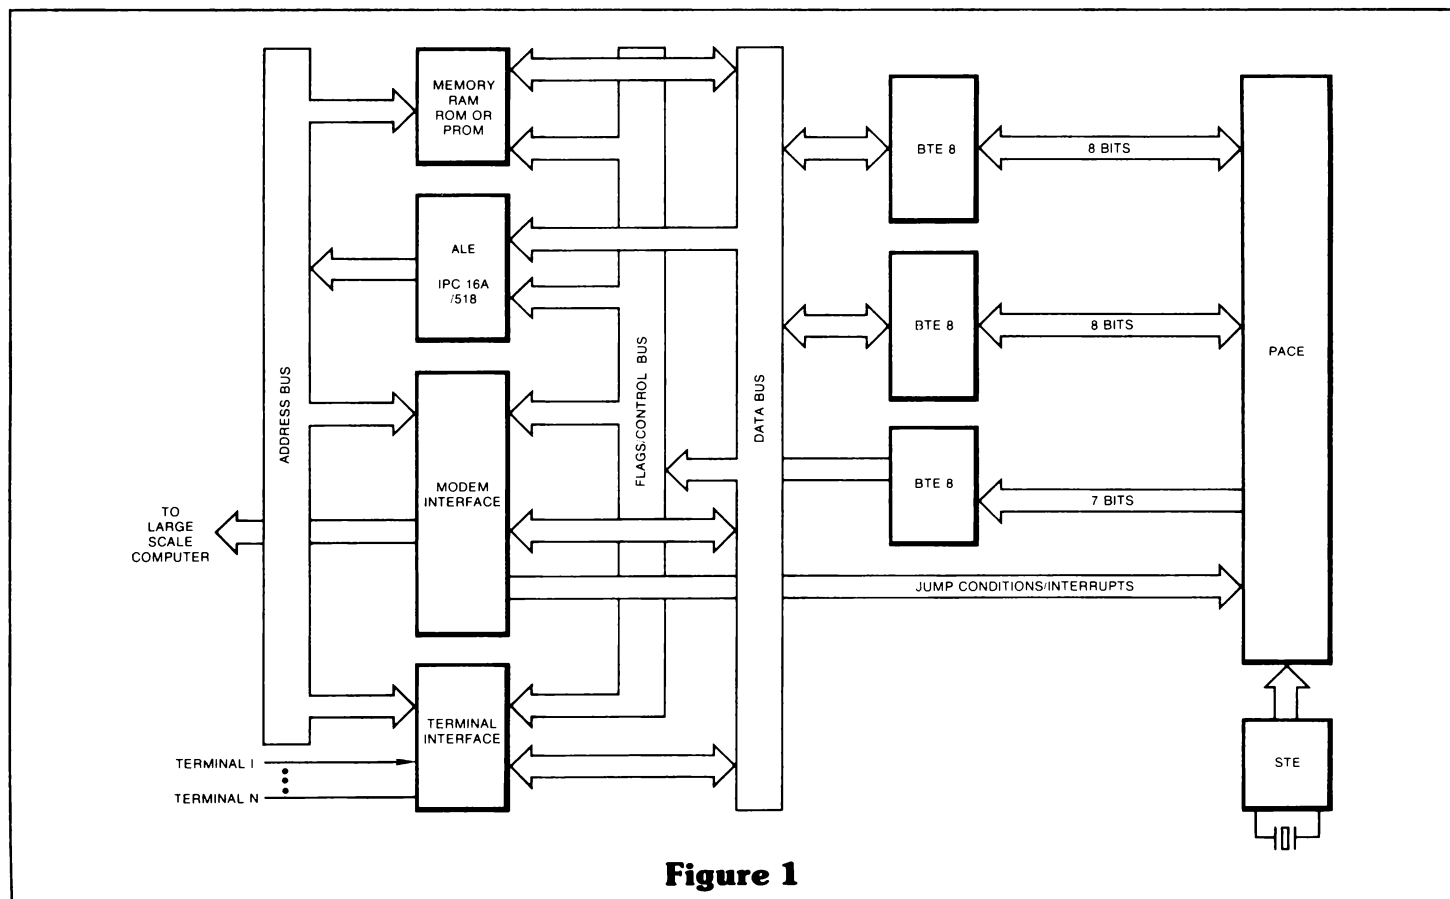 MEMORY
RAM
ROM OR
PROM
ALE
IPC 16A
/518
MODEM
INTERFACE
TERMINAL
INTERFACE
ADDRESS BUS
FLAGS/CONTROL BUS
DATA BUS
TO
LARGE
SCALE
COMPUTER
TERMINAL I
TERMINAL N
BTE 8
8 BITS
BTE 8
8 BITS
BTE 8
7 BITS
JUMP CONDITIONS/INTERRUPTS
PACE
STE
Figure 1